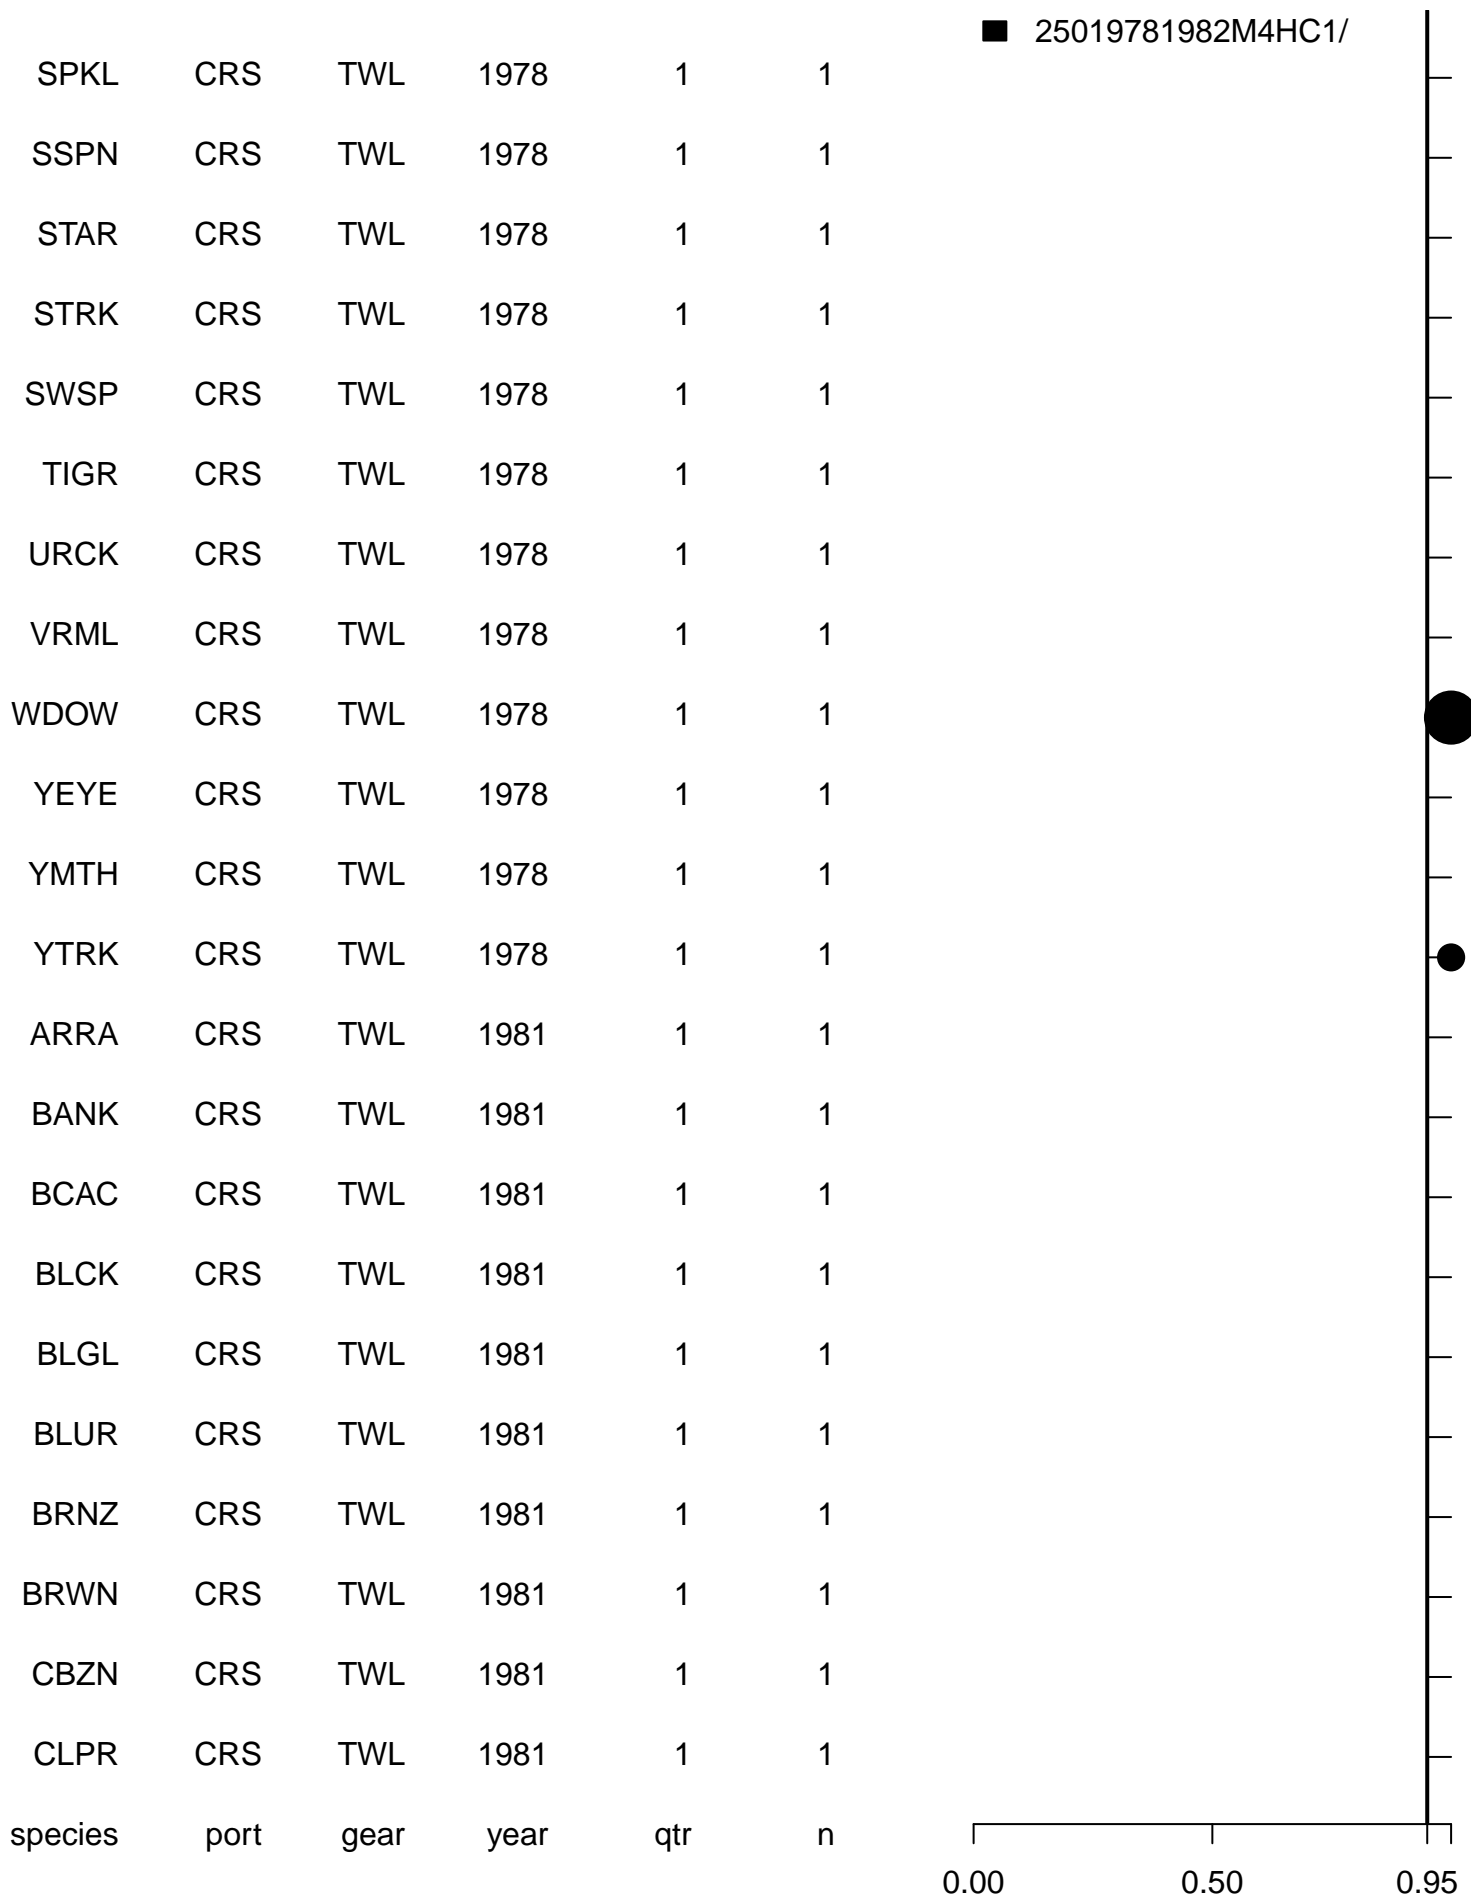 25019781982M4HC1/
SPKL CRS TWL 1978 1 1
SSPN CRS TWL 1978 1 1
STAR CRS TWL 1978 1 1
STRK CRS TWL 1978 1 1
SWSP CRS TWL 1978 1 1
TIGR CRS TWL 1978 1 1
URCK CRS TWL 1978 1 1
VRML CRS TWL 1978 1 1
WDOW CRS TWL 1978 1 1
YEYE CRS TWL 1978 1 1
YMTH CRS TWL 1978 1 1
YTRK CRS TWL 1978 1 1
ARRA CRS TWL 1981 1 1
BANK CRS TWL 1981 1 1
BCAC CRS TWL 1981 1 1
BLCK CRS TWL 1981 1 1
BLGL CRS TWL 1981 1 1
BLUR CRS TWL 1981 1 1
BRNZ CRS TWL 1981 1 1
BRWN CRS TWL 1981 1 1
CBZN CRS TWL 1981 1 1
CLPR CRS TWL 1981 1 1
species port gear year qtr n
0.00 0.50 0.95